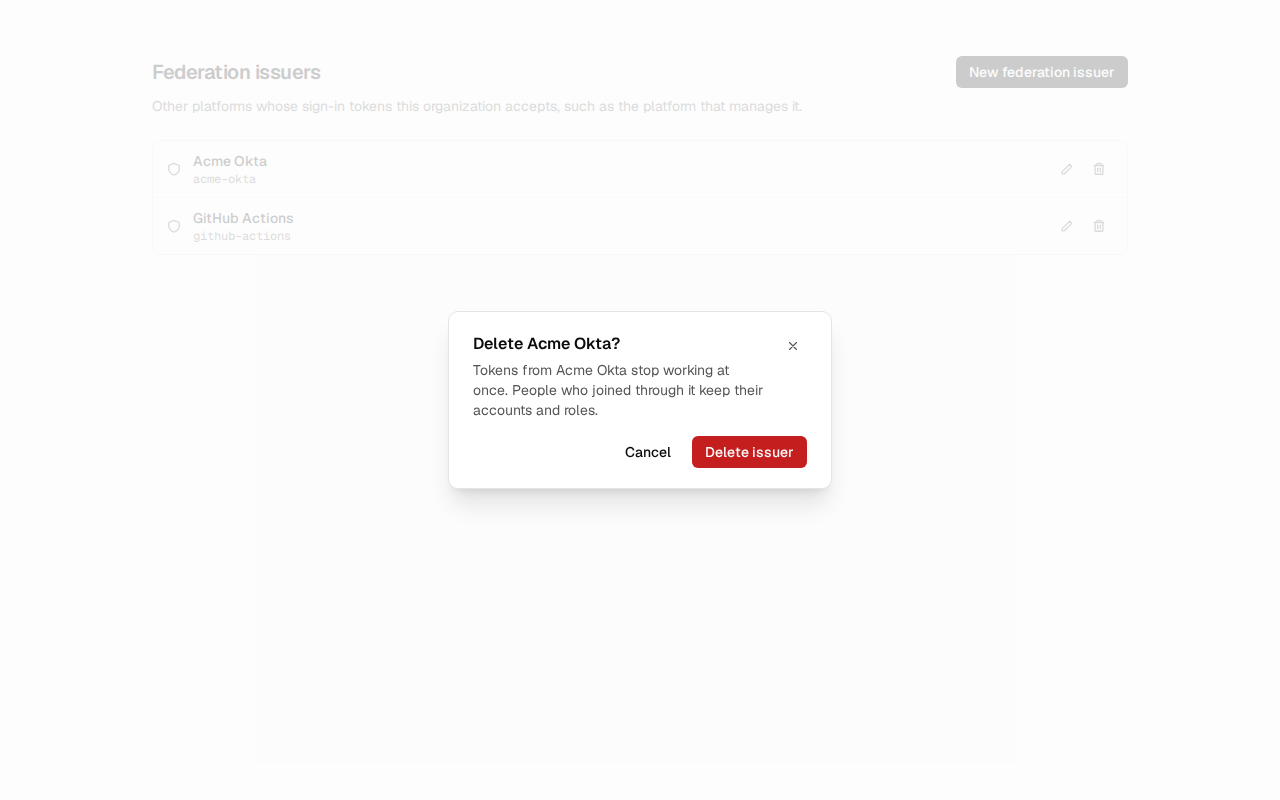 Federation issuers
New federation issuer
Other platforms whose sign-in tokens this organization accepts, such as the platform that manages it.
Acme Okta
acme-okta
GitHub Actions
github-actions
Delete Acme Okta?
Tokens from Acme Okta stop working at
once. People who joined through it keep their
accounts and roles.
Cancel
Delete issuer